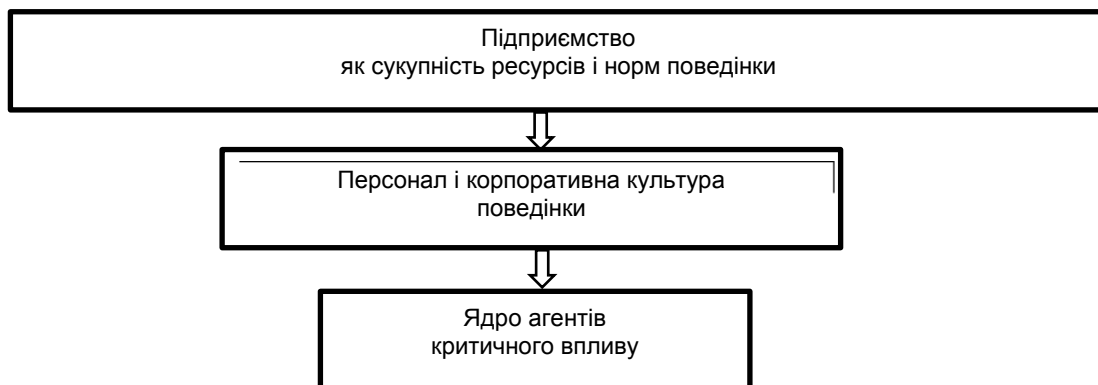 Підприємство
як сукупність ресурсів і норм поведінки
Персонал і корпоративна культура
поведінки
Ядро агентів
критичного впливу